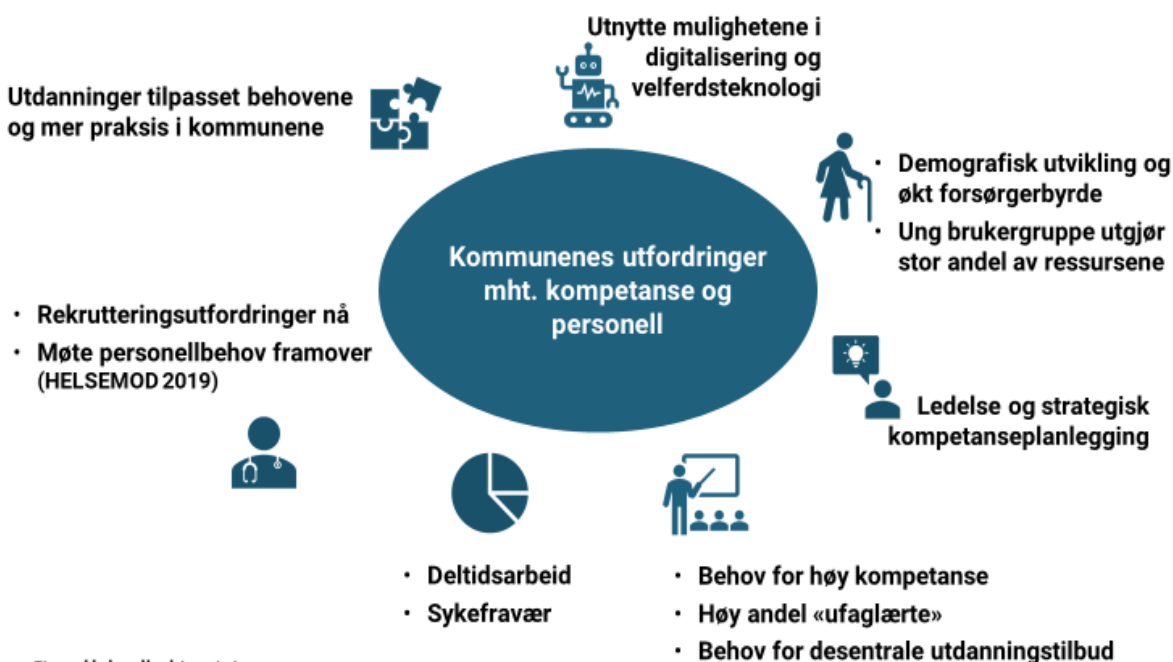 Utnytte mulighetene i
digitalisering og
velferdsteknologi
Utdanninger tilpasset behovene
og mer praksis i kommunene
• Demografisk utvikling og
økt forsørgerbyrde
• Ung brukergruppe utgjør
stor andel av ressursene
Kommunenes utfordringer
mht. kompetanse og
personell
• Rekrutteringsutfordringer nå
• Møte personellbehov framover
(HELSEMOD 2019)
Ledelse og strategisk
kompetanseplanlegging
• Deltidsarbeid
• Sykefravær
• Behov for høy kompetanse
• Høy andel «ufaglærte»
• Behov for desentrale utdanningstilbud